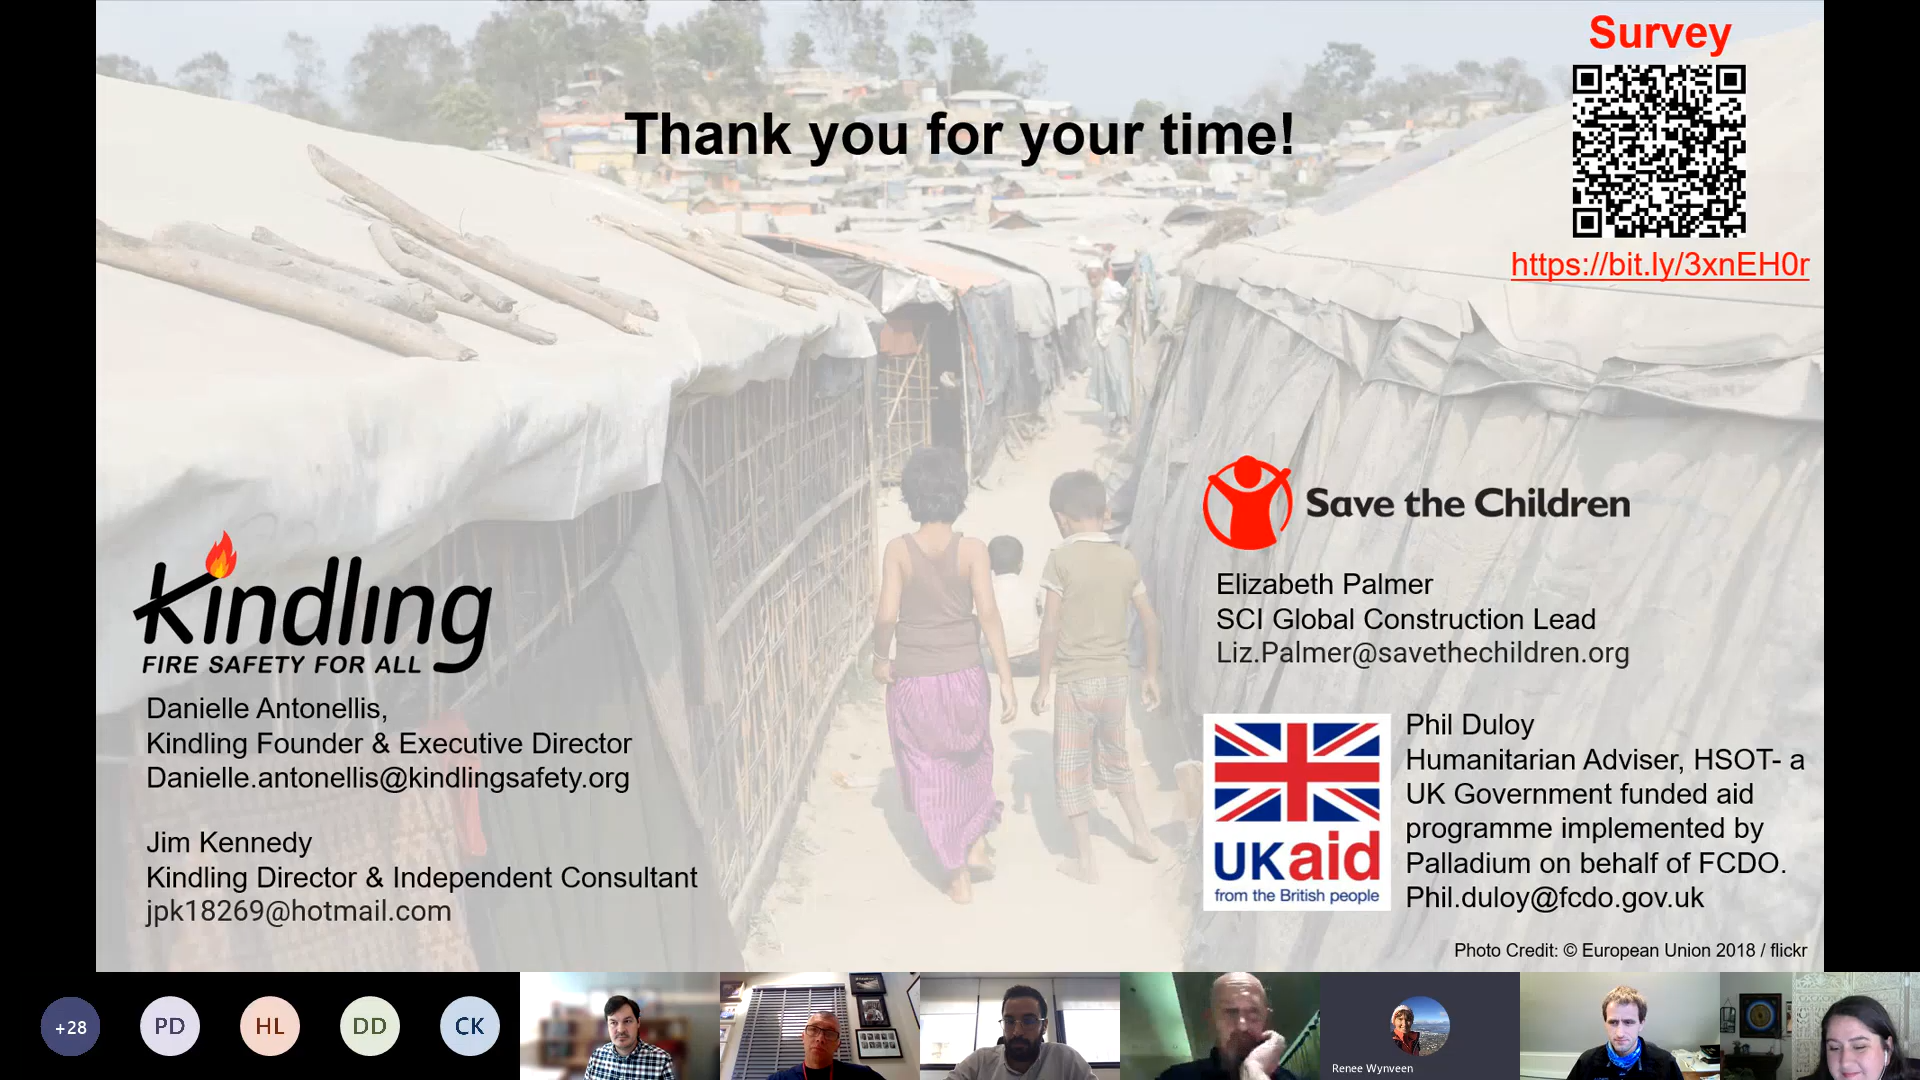 Survey
Thank you for your time!
https://bit.ly/3xnEH0r
Save the Children
Elizabeth Palmer
SCI Global Construction Lead
Liz.Palmer@savethechildren.org
Kindling
FIRE SAFETY FOR ALL
Danielle Antonellis,
Kindling Founder & Executive Director
Danielle.antonellis@kindlingsafety.org
Jim Kennedy
Kindling Director & Independent Consultant
jpk18269@hotmail.com
UKaid
from the British people
Phil Duloy
Humanitarian Adviser, HSOT- a
UK Government funded aid
programme implemented by
Palladium on behalf of FCDO.
Phil.duloy@fcdo.gov.uk
Photo Credit: © European Union 2018 / flickr
+28
PD
HL
DD
CK
Renee Wynveen